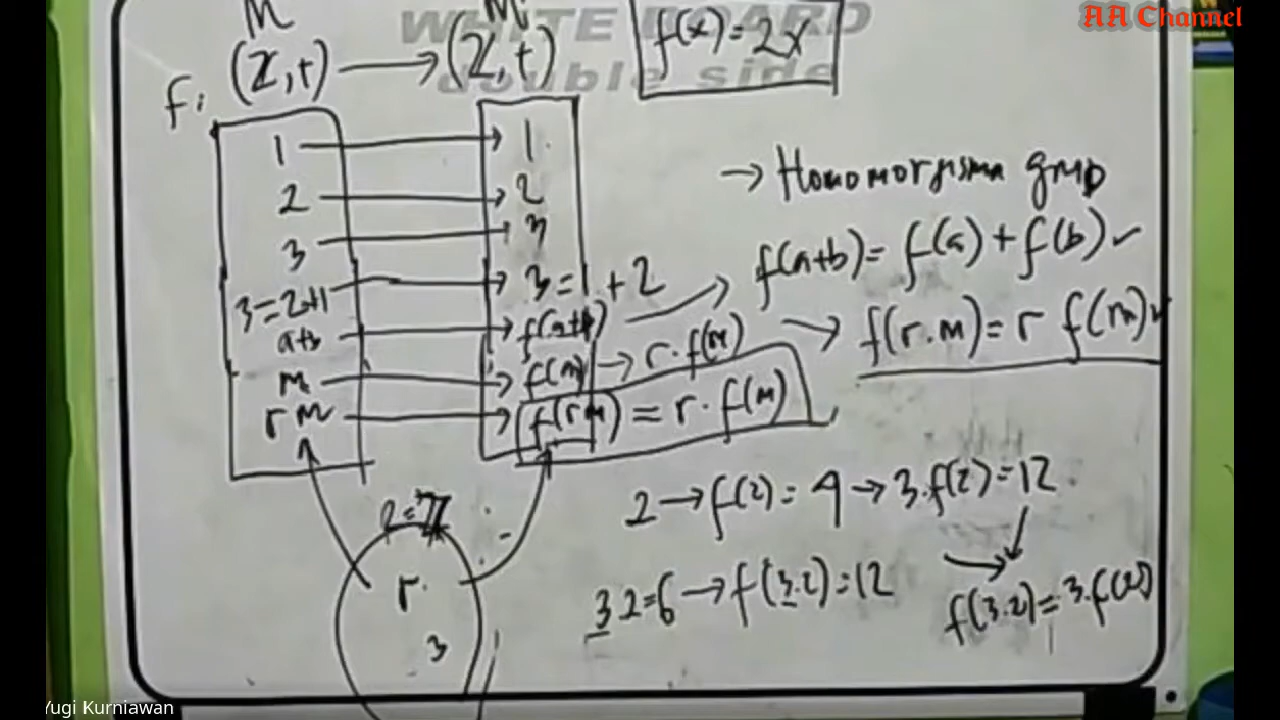 AA Channel
WHITE BOARD
double side
M M
f: (Z, +) → (Z, +)
f(x) = 2x
1 → 1
2 → 2
3 → 3
3=2+1 → 3=1+2
a+b → f(a+b)
m → f(m) → r.f(m)
rm → f(rm) = r.f(m)
→ Homomorfisma grup
f(a+b) = f(a) + f(b) ✓
→ f(r.m) = r f(m) ✓
R=Z
r.
3
2 → f(2) = 4 → 3.f(2) = 12
3.2=6 → f(3.2) = 12
f(3.2) = 3.f(2)
Yugi Kurniawan